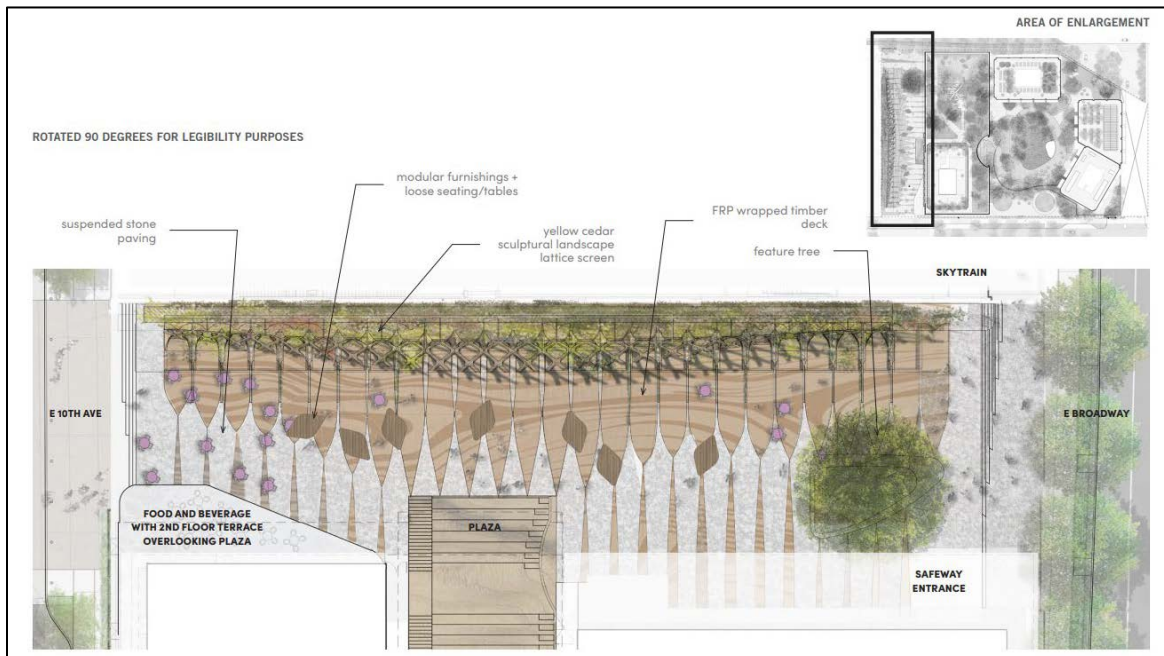 AREA OF ENLARGEMENT
ROTATED 90 DEGREES FOR LEGIBILITY PURPOSES
modular furnishings +
loose seating/tables
suspended stone
paving
yellow cedar
sculptural landscape
lattice screen
FRP wrapped timber
deck
feature tree
SKYTRAIN
E 10TH AVE
E BROADWAY
FOOD AND BEVERAGE
WITH 2ND FLOOR TERRACE
OVERLOOKING PLAZA
PLAZA
SAFEWAY
ENTRANCE